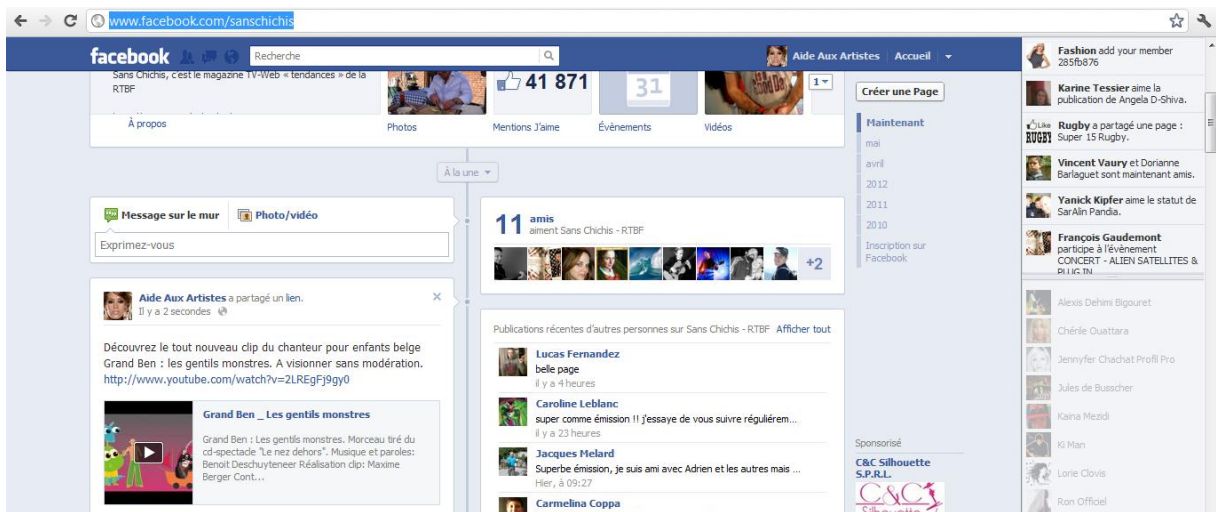 www.facebook.com/sanschichis
facebook
Recherche
Aide Aux Artistes
Accueil
Sans Chichis, c'est le magazine TV-Web « tendances » de la
RTBF
À propos
Photos
41 871
Mentions J'aime
31
Évènements
Vidéos
1
À la une
Créer une Page
Maintenant
mai
avril
2012
2011
2010
Inscription sur
Facebook
Message sur le mur
Photo/vidéo
Exprimez-vous
Aide Aux Artistes a partagé un lien.
Il y a 2 secondes
Découvrez le tout nouveau clip du chanteur pour enfants belge
Grand Ben : les gentils monstres. A visionner sans modération.
http://www.youtube.com/watch?v=2LREgFj9gy0
Grand Ben _ Les gentils monstres
Grand Ben : Les gentils monstres. Morceau tiré du
cd-spectacle "Le nez dehors". Musique et paroles:
Benoit Deschuyteneer Réalisation clip: Maxime
Berger Cont...
11 amis
aiment Sans Chichis - RTBF
+2
Publications récentes d'autres personnes sur Sans Chichis - RTBF Afficher tout
Lucas Fernandez
belle page
il y a 4 heures
Caroline Leblanc
super comme émission !! j'essaye de vous suivre réguliérem...
il y a 23 heures
Jacques Melard
Superbe émission, je suis ami avec Adrien et les autres mais ...
Hier, à 09:27
Carmelina Coppa
Sponsorisé
C&C Silhouette
S.P.R.L.
C&C
Silhouette
Fashion add your member
285fb876
Karine Tessier aime la
publication de Angela D-Shiva.
Like
RUGBY
Rugby a partagé une page :
Super 15 Rugby.
Vincent Vaury et Dorianne
Barlaguet sont maintenant amis.
Yanick Kipfer aime le statut de
SarAlin Pandia.
François Gaudemont
participe à l'évènement
CONCERT - ALIEN SATELLITES &
PLUG IN
Alexis Dehimi Bigouret
Chérile Ouattara
Jennyfer Chachat Profil Pro
Jules de Busscher
Kaina Mezidi
Ki Man
Lorie Clovis
Ron Officiel